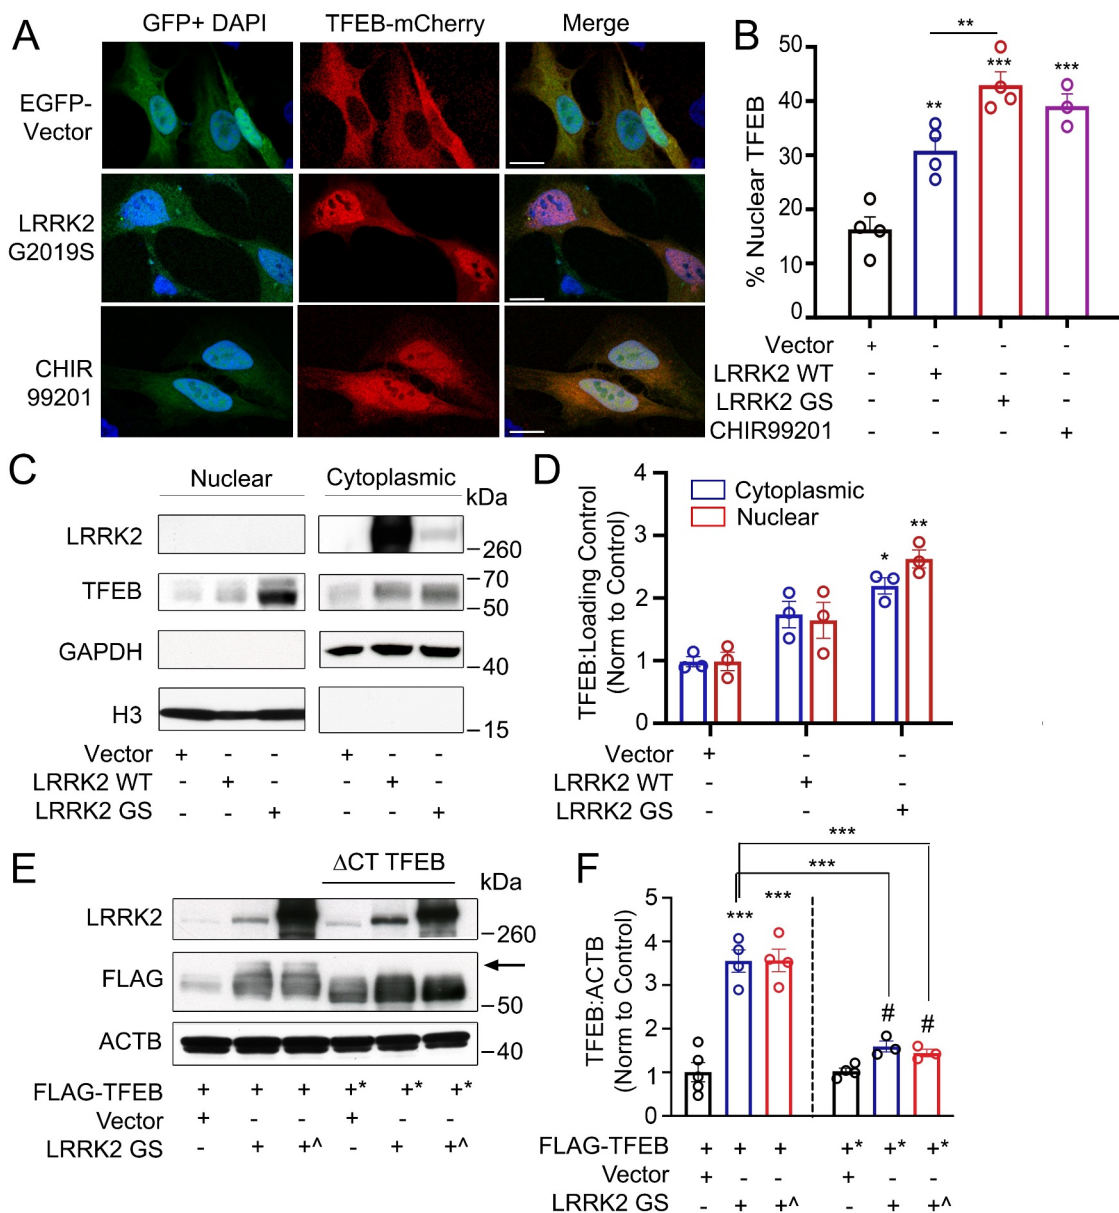 A
GFP+ DAPI TFEB-mCherry Merge
EGFP-
Vector
LRRK2
G2019S
CHIR
99201
B
% Nuclear TFEB
50
40
30
20
10
0
**
** *** ***
Vector + - - -
LRRK2 WT - + - -
LRRK2 GS - - + -
CHIR99201 - - - +
C
Nuclear Cytoplasmic
kDa
LRRK2 –260
TFEB –70
–50
GAPDH –40
H3 –15
Vector + - - + - -
LRRK2 WT - + - - + -
LRRK2 GS - - + - - +
D
TFEB:Loading Control
(Norm to Control)
4
3
2
1
0
Cytoplasmic
Nuclear
* **
Vector + - -
LRRK2 WT - + -
LRRK2 GS - - +
E
ΔCT TFEB
kDa
LRRK2 –260
FLAG –50
ACTB –40
FLAG-TFEB + + + +* +* +*
Vector + - - + - -
LRRK2 GS - + +^ - + +^
F
TFEB:ACTB
(Norm to Control)
5
4
3
2
1
0
***
***
*** ***
# #
FLAG-TFEB + + + +* +* +*
Vector + - - + - -
LRRK2 GS - + +^ - + +^